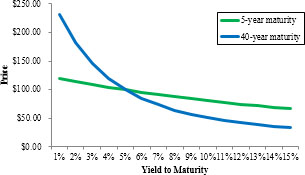 $250.00
$200.00
$150.00
$100.00
$50.00
$0.00
Price
5-year maturity
40-year maturity
1% 2% 3% 4% 5% 6% 7% 8% 9% 10% 11% 12% 13% 14% 15%
Yield to Maturity